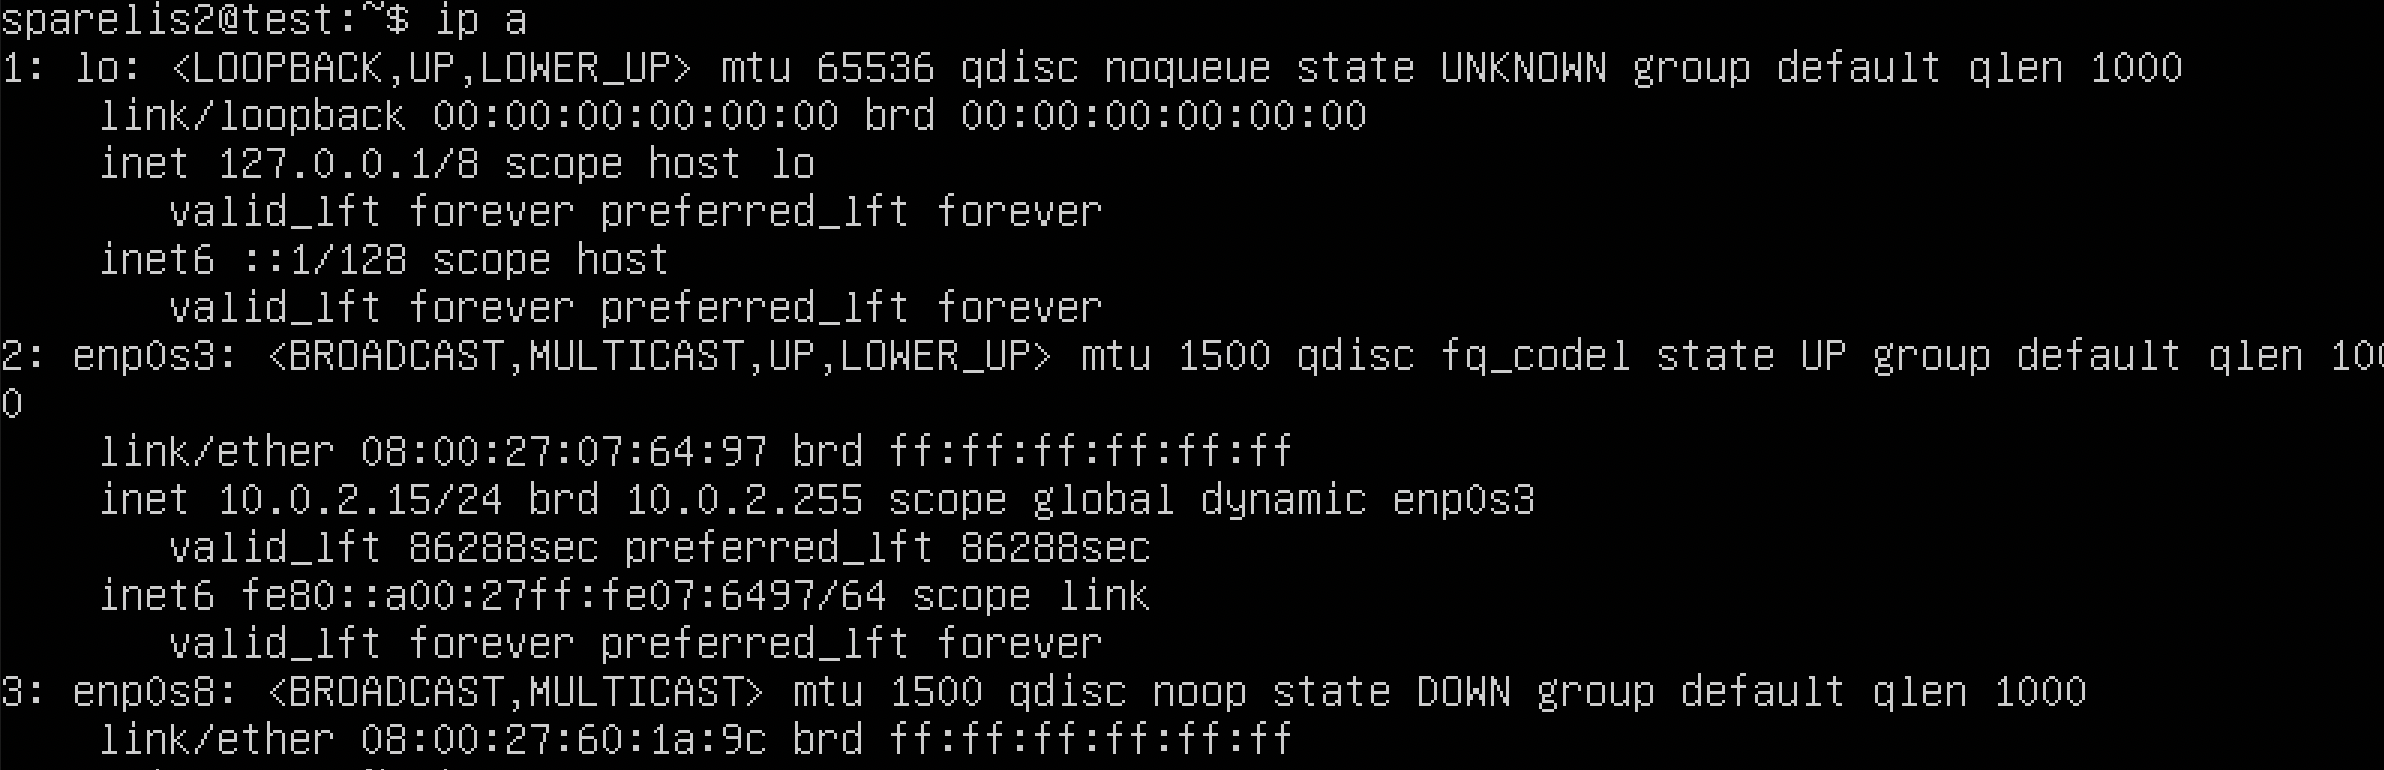 sparelis2@test:~$ ip a
1: lo: <LOOPBACK,UP,LOWER_UP> mtu 65536 qdisc noqueue state UNKNOWN group default qlen 1000
link/loopback 00:00:00:00:00:00 brd 00:00:00:00:00:00
inet 127.0.0.1/8 scope host lo
valid_lft forever preferred_lft forever
inet6 ::1/128 scope host
valid_lft forever preferred_lft forever
2: enp0s3: <BROADCAST,MULTICAST,UP,LOWER_UP> mtu 1500 qdisc fq_codel state UP group default qlen 100
0
link/ether 08:00:27:07:64:97 brd ff:ff:ff:ff:ff:ff
inet 10.0.2.15/24 brd 10.0.2.255 scope global dynamic enp0s3
valid_lft 86288sec preferred_lft 86288sec
inet6 fe80::a00:27ff:fe07:6497/64 scope link
valid_lft forever preferred_lft forever
3: enp0s8: <BROADCAST,MULTICAST> mtu 1500 qdisc noop state DOWN group default qlen 1000
link/ether 08:00:27:60:1a:9c brd ff:ff:ff:ff:ff:ff